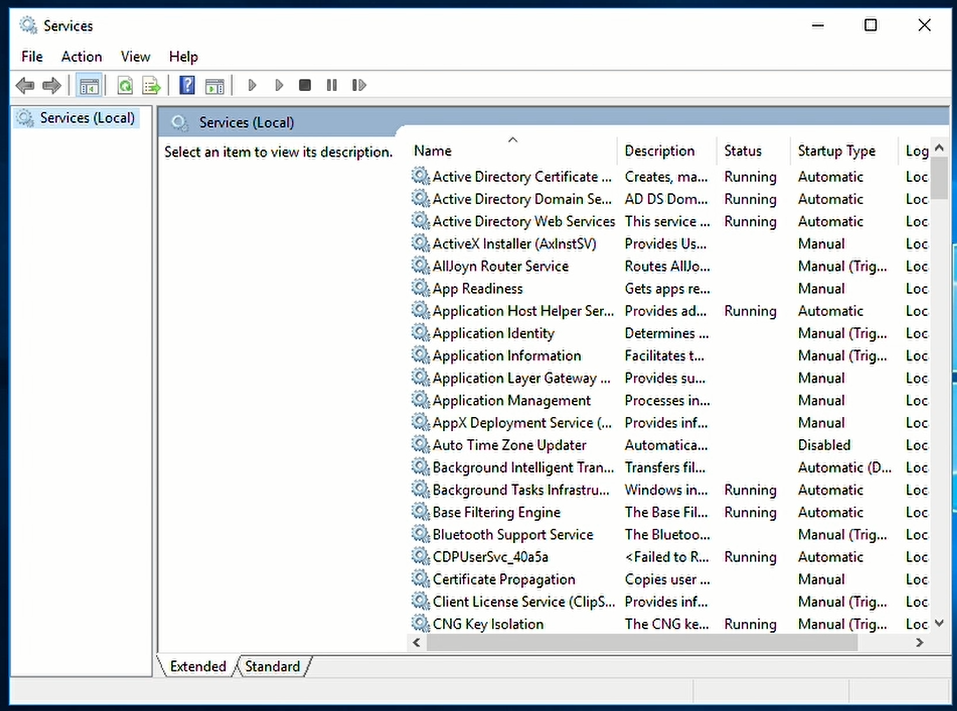 Services
File Action View Help
Services (Local)
Services (Local)
Select an item to view its description.
Name Description Status Startup Type Log
Active Directory Certificate ... Creates, ma... Running Automatic Loc
Active Directory Domain Se... AD DS Dom... Running Automatic Loc
Active Directory Web Services This service ... Running Automatic Loc
ActiveX Installer (AxInstSV) Provides Us... Manual Loc
AllJoyn Router Service Routes AllJo... Manual (Trig... Loc
App Readiness Gets apps re... Manual Loc
Application Host Helper Ser... Provides ad... Running Automatic Loc
Application Identity Determines ... Manual (Trig... Loc
Application Information Facilitates t... Manual (Trig... Loc
Application Layer Gateway ... Provides su... Manual Loc
Application Management Processes in... Manual Loc
AppX Deployment Service (... Provides inf... Manual Loc
Auto Time Zone Updater Automatica... Disabled Loc
Background Intelligent Tran... Transfers fil... Automatic (D... Loc
Background Tasks Infrastru... Windows in... Running Automatic Loc
Base Filtering Engine The Base Fil... Running Automatic Loc
Bluetooth Support Service The Bluetoo... Manual (Trig... Loc
CDPUserSvc_40a5a <Failed to R... Running Automatic Loc
Certificate Propagation Copies user ... Manual Loc
Client License Service (ClipS... Provides inf... Manual (Trig... Loc
CNG Key Isolation The CNG ke... Running Manual (Trig... Loc
Extended Standard